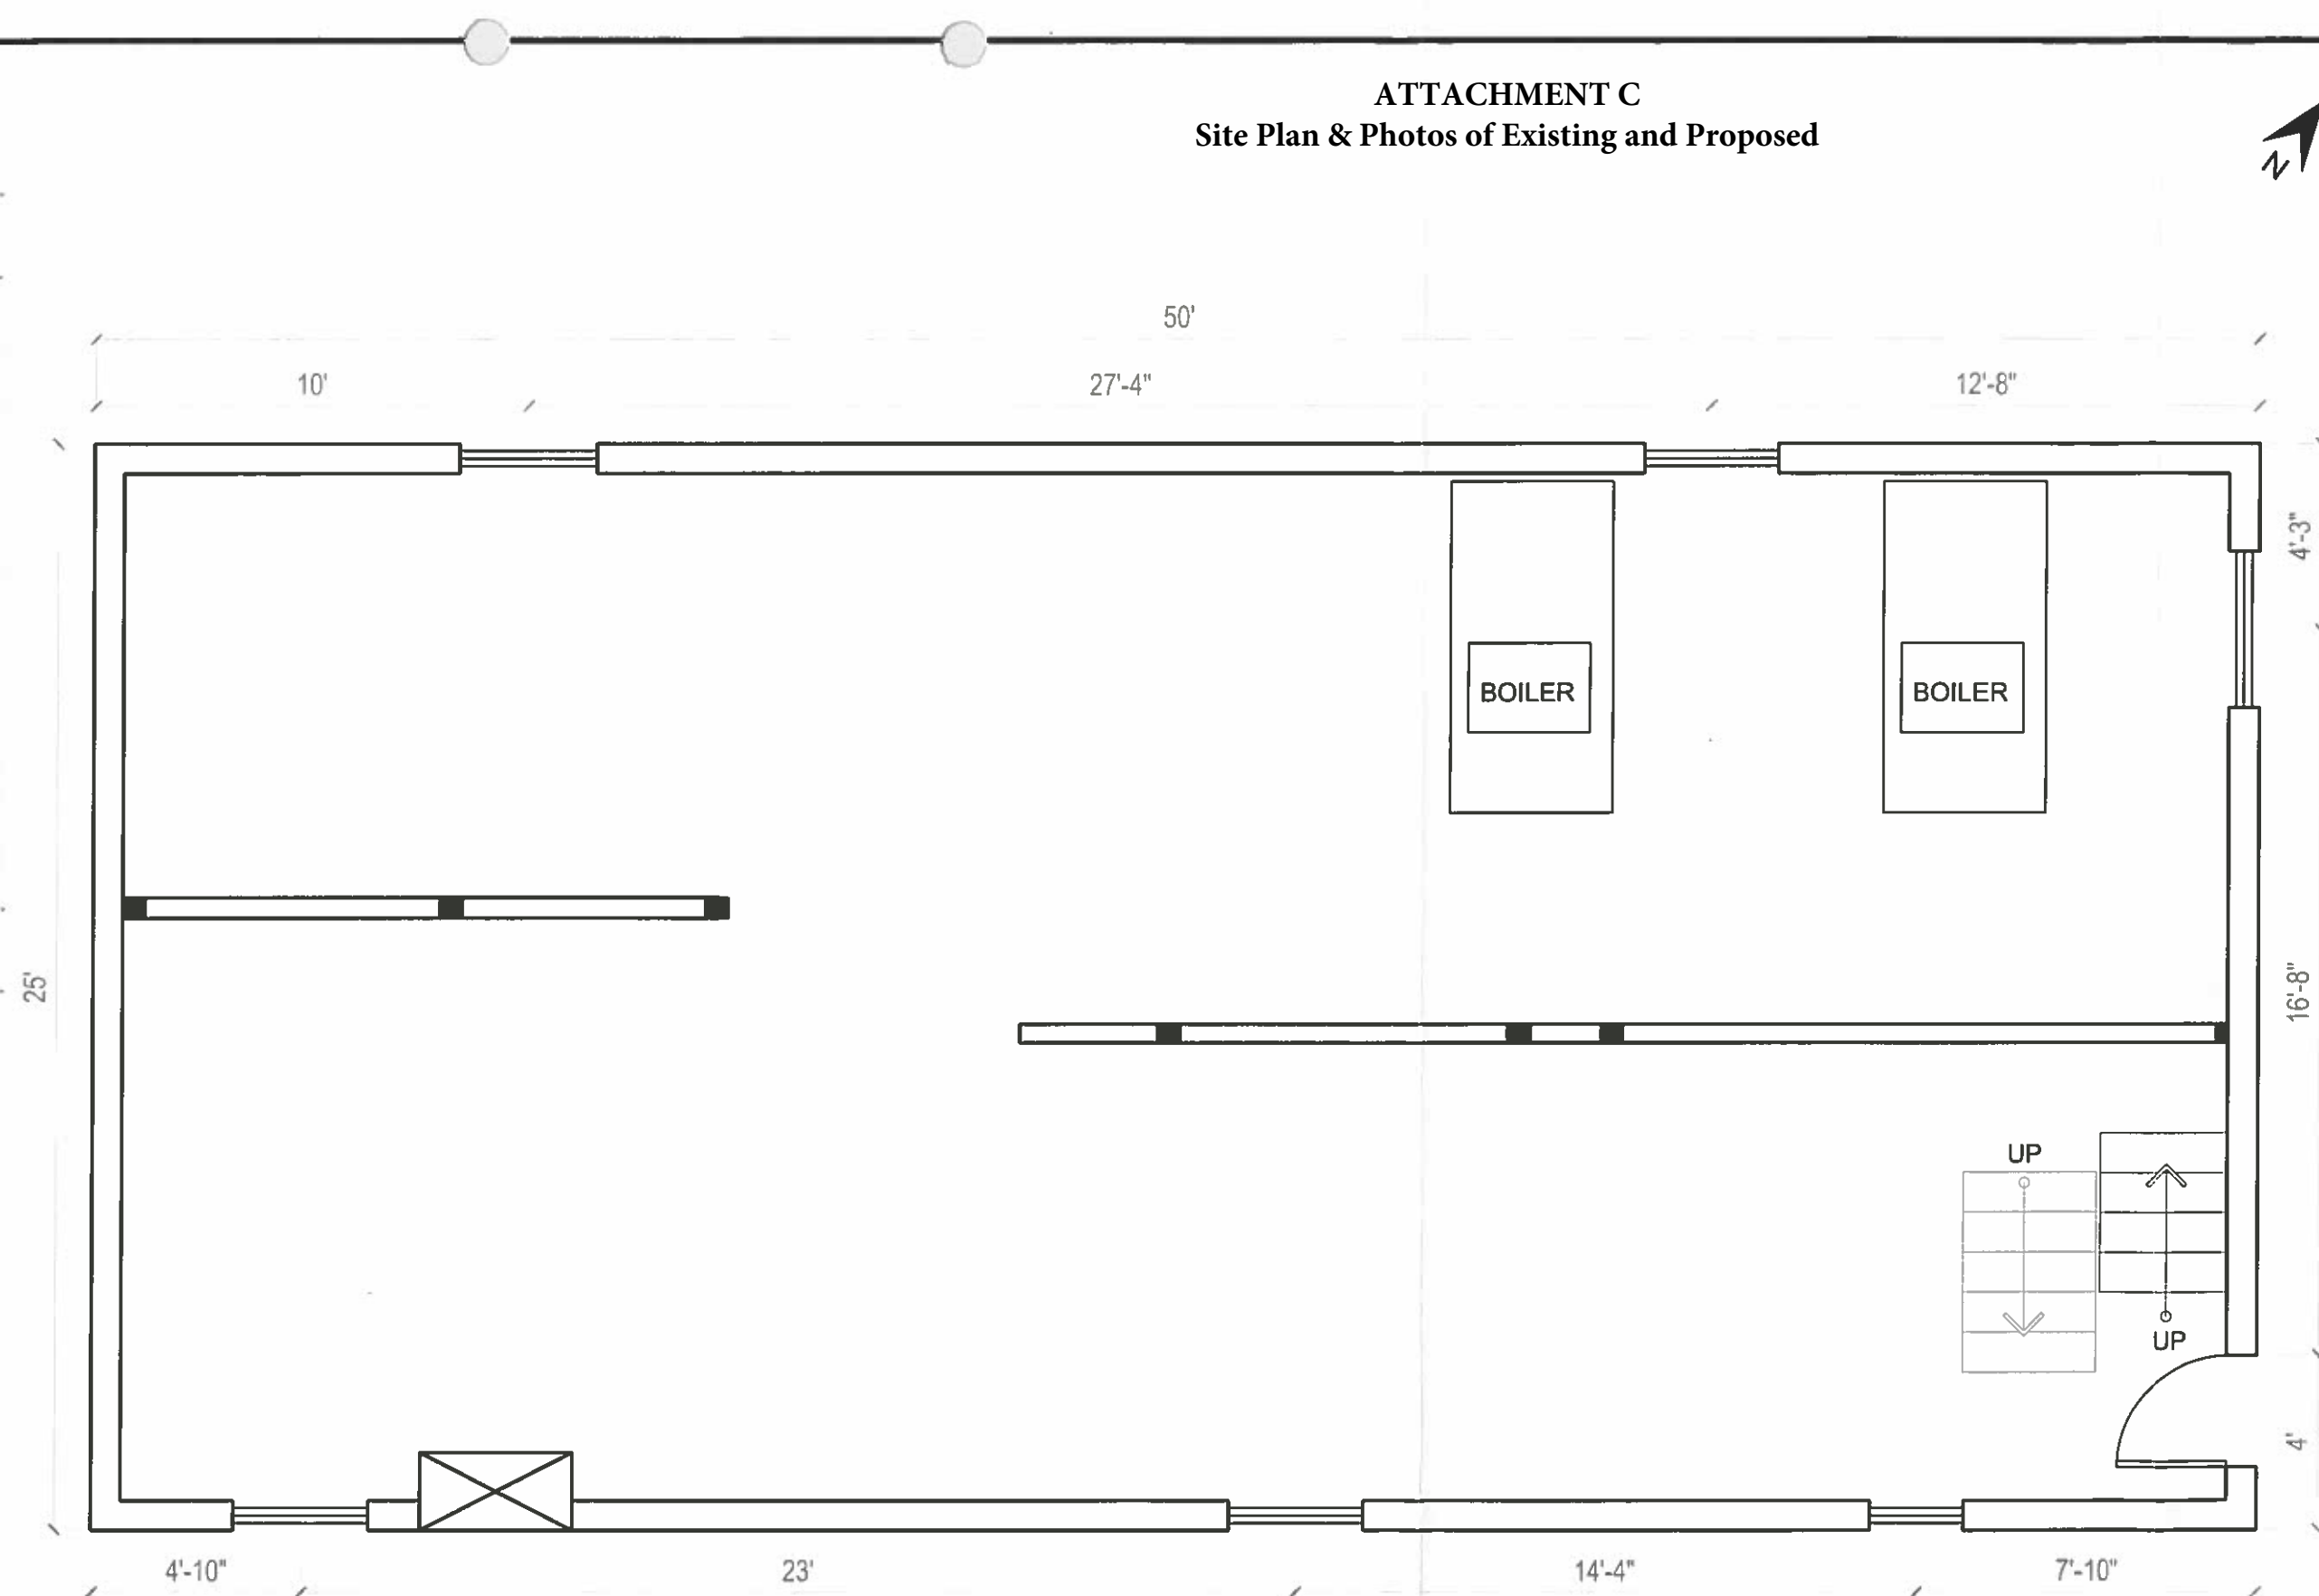 ATTACHMENT C
Site Plan & Photos of Existing and Proposed
N
50'
10'
27'-4"
12'-8"
4'-3"
BOILER
BOILER
25'
16'-8"
UP
UP
4'
4'-10"
23'
14'-4"
7'-10"